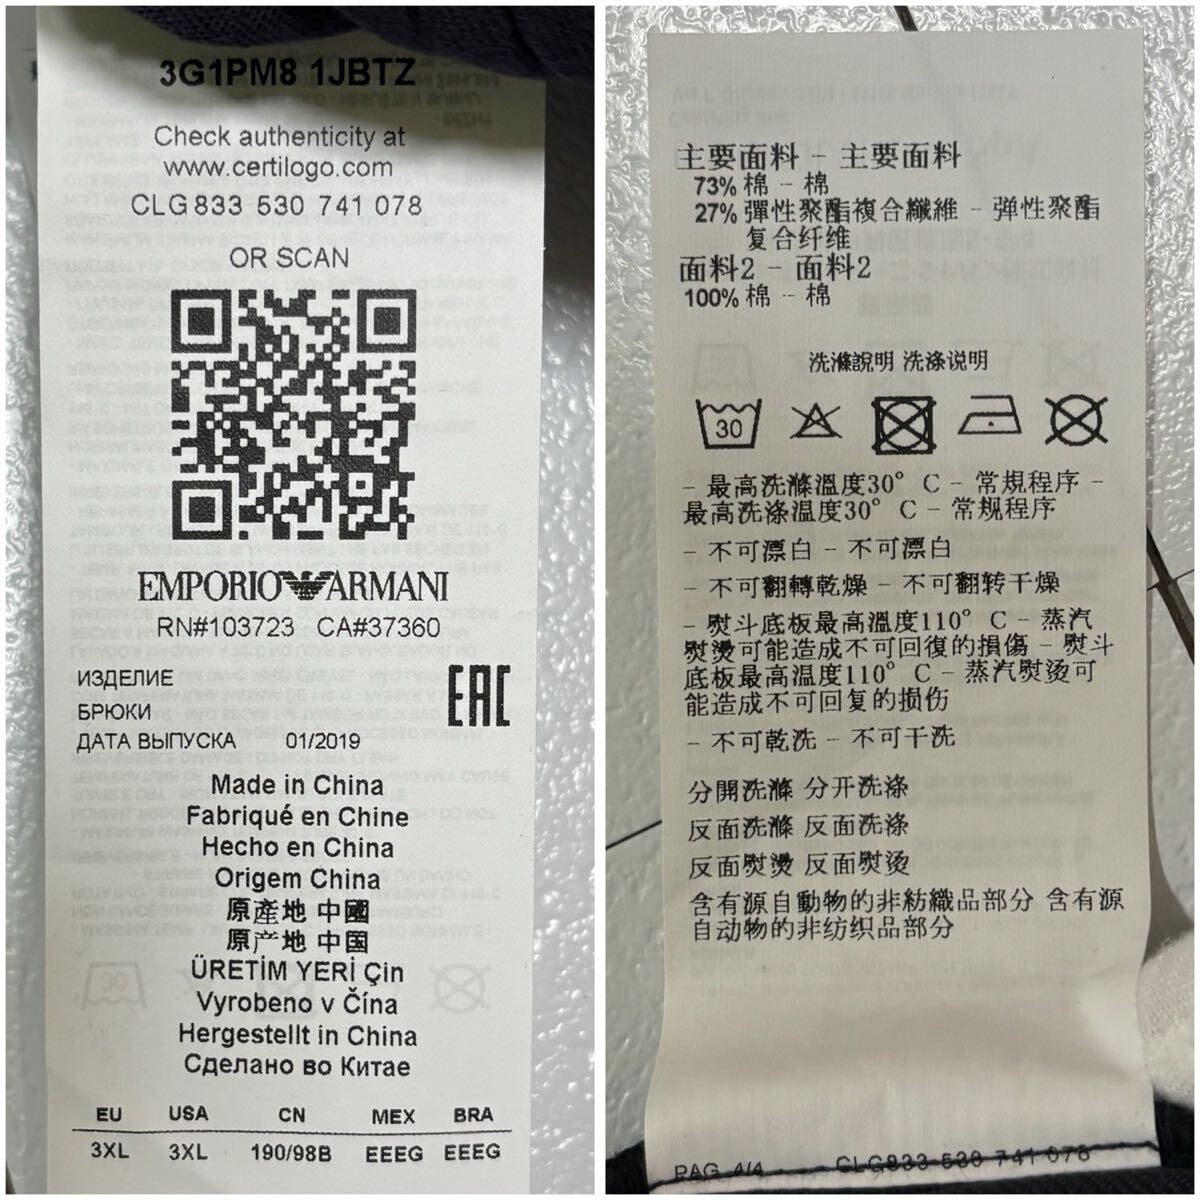 3G1PM8 1JBTZ
Check authenticity at
www.certilogo.com
CLG 833 530 741 078
OR SCAN
EMPORIO ARMANI
RN#103723 CA#37360
ИЗДЕЛИЕ
БРЮКИ
ДАТА ВЫПУСКА 01/2019
EAC
Made in China
Fabriqué en Chine
Hecho en China
Origem China
原產地 中國
原产地 中国
ÜRETİM YERİ Çin
Vyrobeno v Čína
Hergestellt in China
Сделано во Китае
EU USA CN MEX BRA
3XL 3XL 190/98B EEEG EEEG
主要面料 - 主要面料
73% 棉 - 棉
27% 彈性聚酯複合纖維 - 弹性聚酯
复合纤维
面料2 - 面料2
100% 棉 - 棉
洗滌說明 洗涤说明
30
- 最高洗滌溫度30° C - 常規程序 -
最高洗涤温度30° C - 常规程序
- 不可漂白 - 不可漂白
- 不可翻轉乾燥 - 不可翻转干燥
- 熨斗底板最高溫度110° C - 蒸汽
熨燙可能造成不可回復的損傷 - 熨斗
底板最高温度110° C - 蒸汽熨烫可
能造成不可回复的损伤
- 不可乾洗 - 不可干洗
分開洗滌 分开洗涤
反面洗滌 反面洗涤
反面熨燙 反面熨烫
含有源自動物的非紡織品部分 含有源
自动物的非纺织品部分
PAG 4/4 CLG833 530 741 078